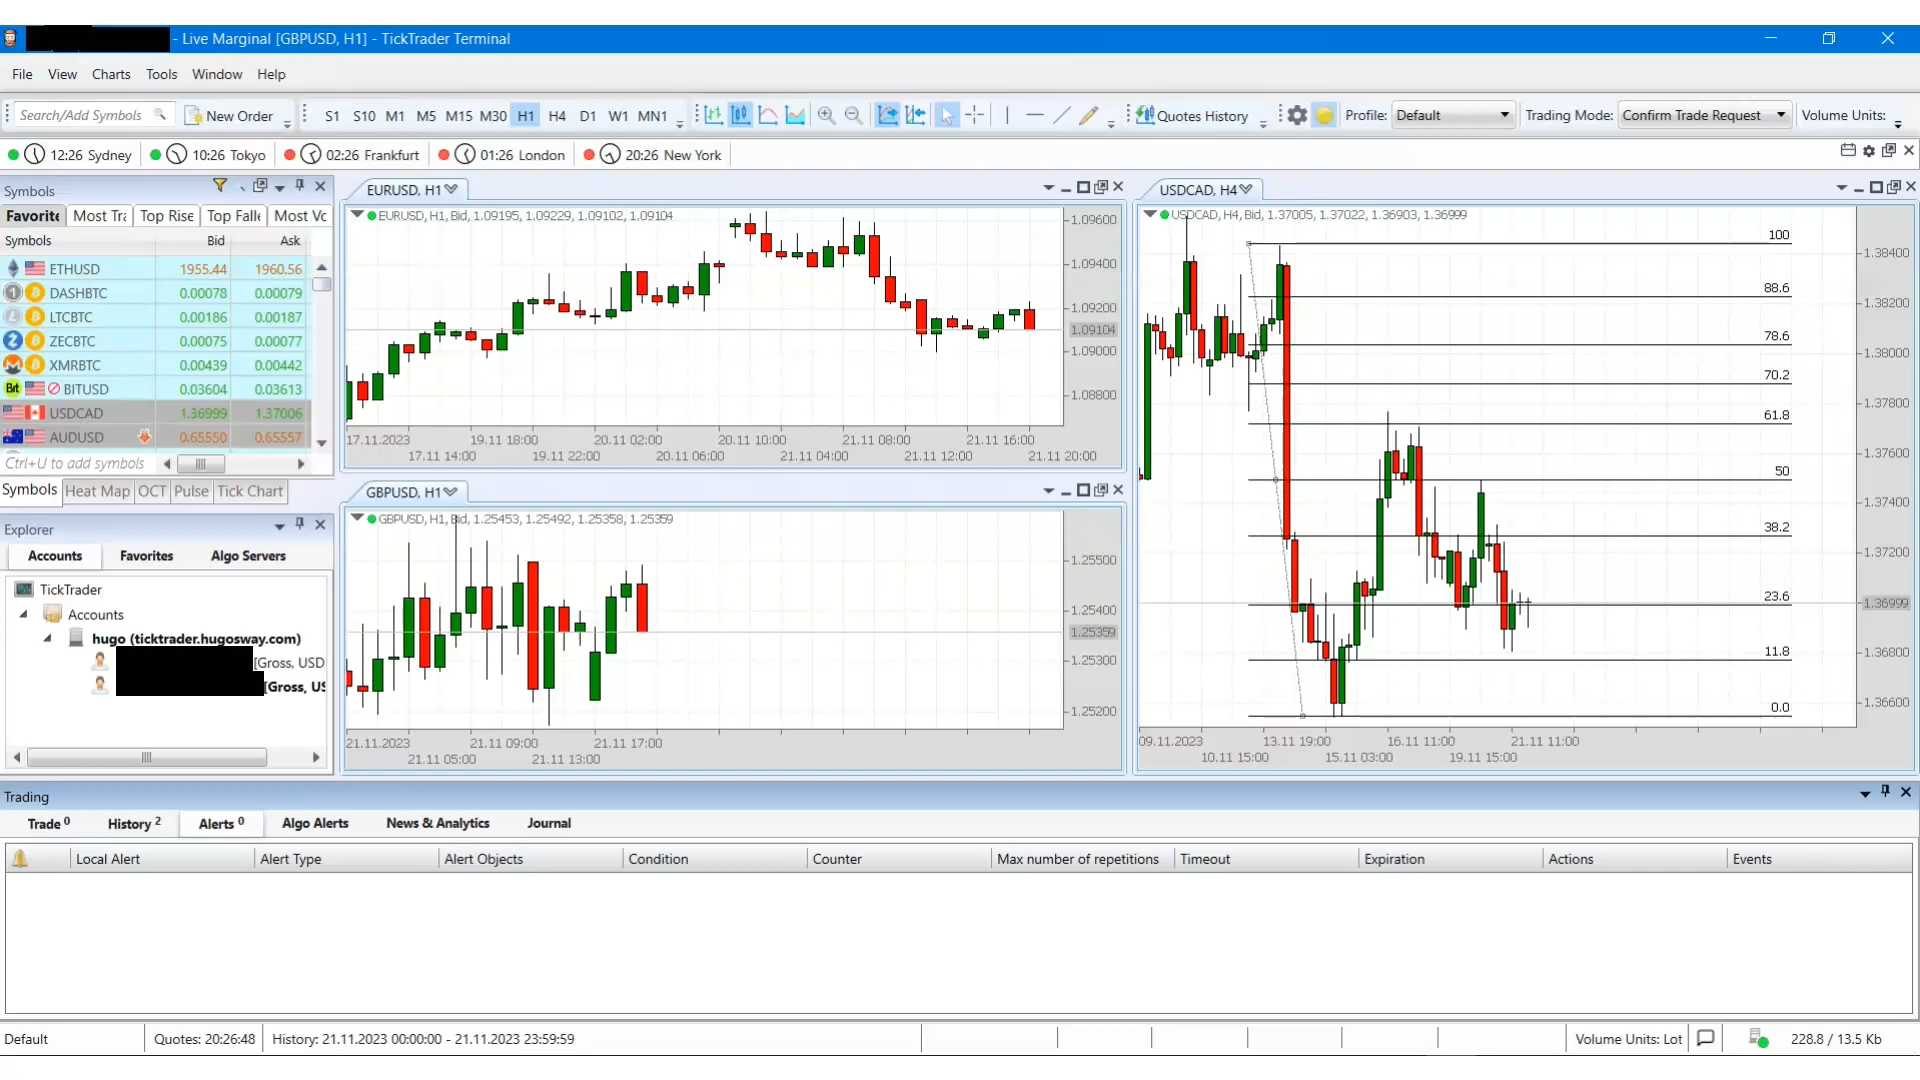 - Live Marginal [GBPUSD, H1] - TickTrader Terminal
File View Charts Tools Window Help
Search/Add Symbols New Order S1 S10 M1 M5 M15 M30 H1 H4 D1 W1 MN1 Quotes History Profile: Default Trading Mode: Confirm Trade Request Volume Units:
12:26 Sydney 10:26 Tokyo 02:26 Frankfurt 01:26 London 20:26 New York
Symbols
Favorite Most Tra Top Rise Top Falle Most Vo
Symbols Bid Ask
ETHUSD 1955.44 1960.56
DASHBTC 0.00078 0.00079
LTCBTC 0.00186 0.00187
ZECBTC 0.00075 0.00077
XMRBTC 0.00439 0.00442
Bit BITUSD 0.03604 0.03613
USDCAD 1.36999 1.37006
AUDUSD 0.65550 0.65557
Ctrl+U to add symbols
Symbols Heat Map OCT Pulse Tick Chart
Explorer
Accounts Favorites Algo Servers
TickTrader
Accounts
hugo (ticktrader.hugosway.com)
[Gross, USD
[Gross, US
EURUSD, H1
EURUSD, H1, Bid, 1.09195, 1.09229, 1.09102, 1.09104
1.09600
1.09400
1.09200
1.09104
1.09000
1.08800
17.11.2023 19.11 18:00 20.11 02:00 20.11 10:00 21.11 08:00 21.11 16:00
17.11 14:00 19.11 22:00 20.11 06:00 21.11 04:00 21.11 12:00 21.11 20:00
GBPUSD, H1
GBPUSD, H1, Bid, 1.25453, 1.25492, 1.25358, 1.25359
1.25500
1.25400
1.25359
1.25300
1.25200
21.11.2023 21.11 09:00 21.11 17:00
21.11 05:00 21.11 13:00
USDCAD, H4
USDCAD, H4, Bid, 1.37005, 1.37022, 1.36903, 1.36999
100
88.6
78.6
70.2
61.8
50
38.2
23.6
11.8
0.0
1.38400
1.38200
1.38000
1.37800
1.37600
1.37400
1.37200
1.36999
1.36800
1.36600
09.11.2023 13.11 19:00 16.11 11:00 21.11 11:00
10.11 15:00 15.11 03:00 19.11 15:00
Trading
Trade 0 History 2 Alerts 0 Algo Alerts News & Analytics Journal
Local Alert Alert Type Alert Objects Condition Counter Max number of repetitions Timeout Expiration Actions Events
Default Quotes: 20:26:48 History: 21.11.2023 00:00:00 - 21.11.2023 23:59:59 Volume Units: Lot 228.8 / 13.5 Kb